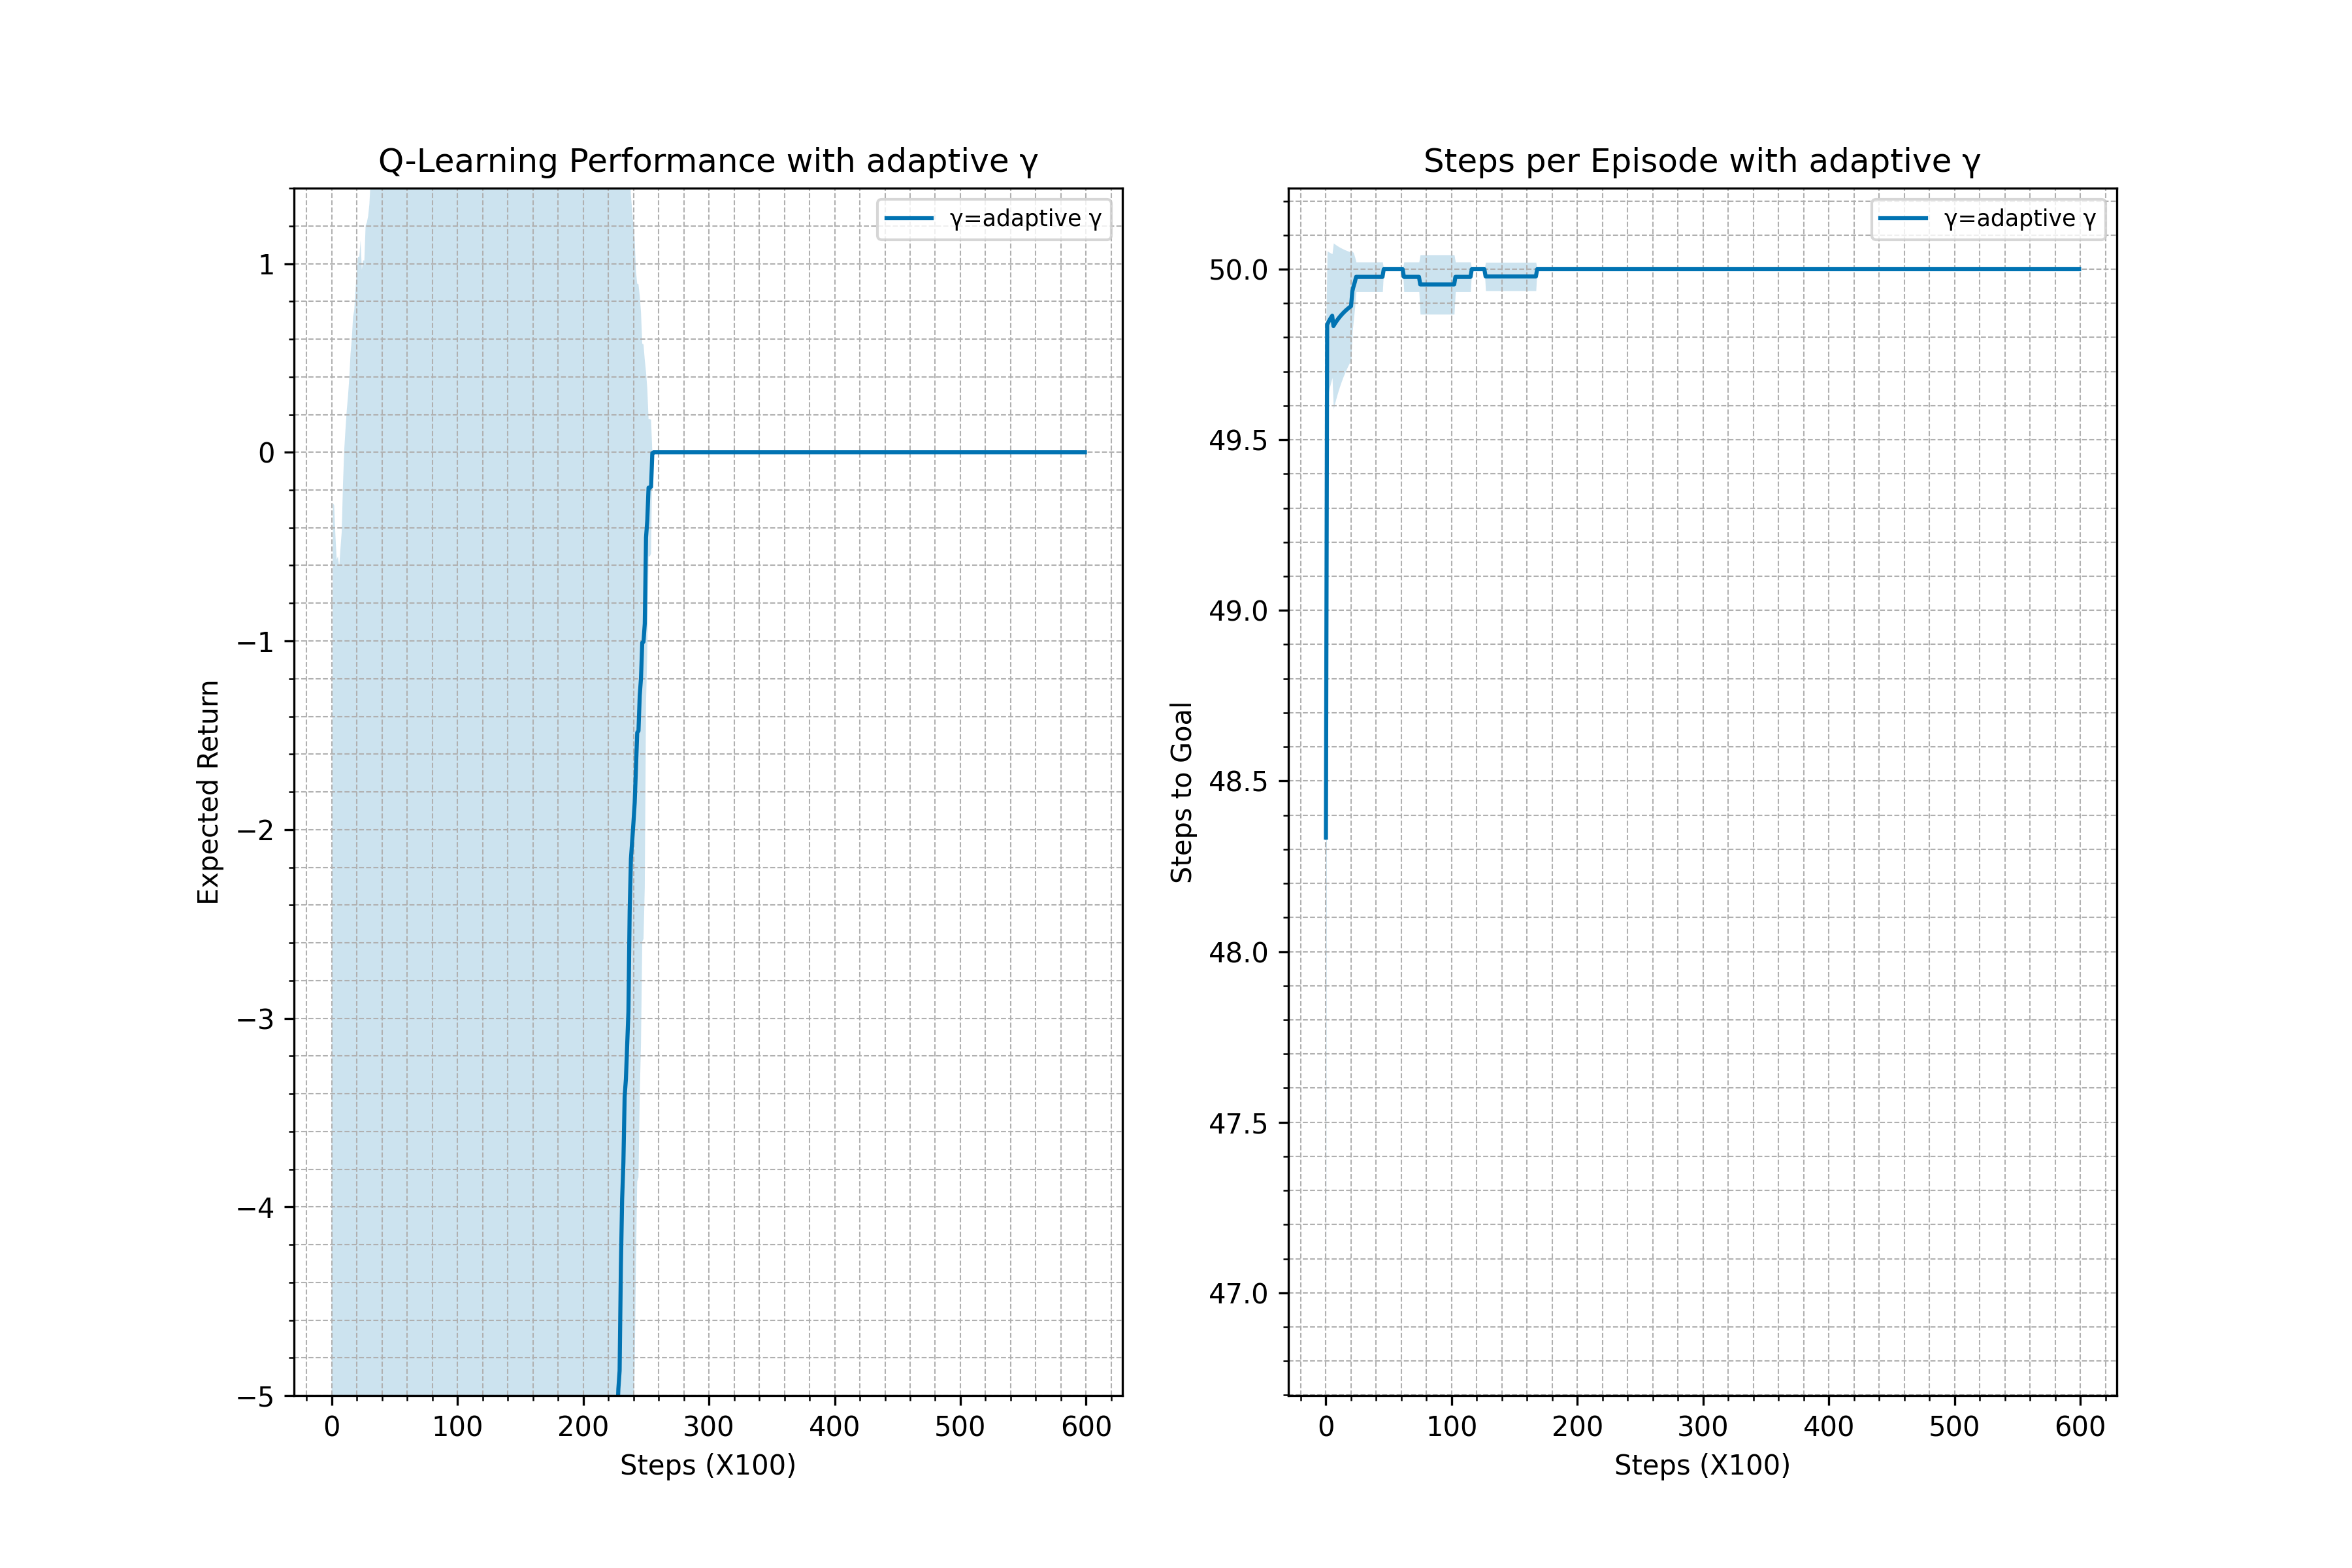 Q-Learning Performance with adaptive γ
γ=adaptive γ
1
0
−1
−2
−3
−4
−5
Expected Return
0 100 200 300 400 500 600
Steps (X100)
Steps per Episode with adaptive γ
γ=adaptive γ
50.0
49.5
49.0
48.5
48.0
47.5
47.0
Steps to Goal
0 100 200 300 400 500 600
Steps (X100)